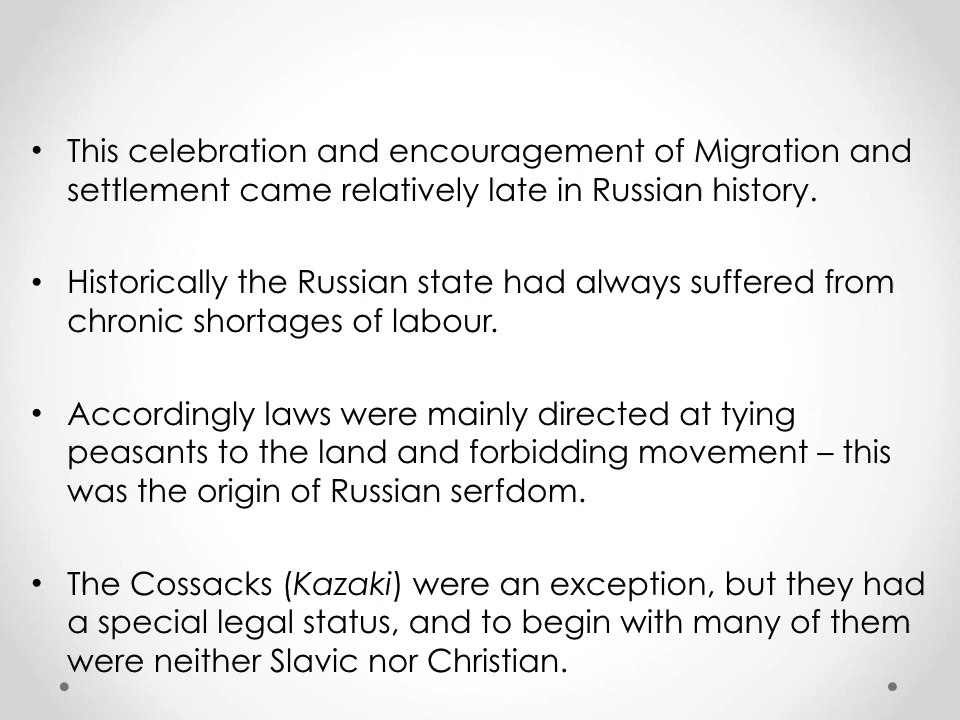 • This celebration and encouragement of Migration and
settlement came relatively late in Russian history.
• Historically the Russian state had always suffered from
chronic shortages of labour.
• Accordingly laws were mainly directed at tying
peasants to the land and forbidding movement – this
was the origin of Russian serfdom.
• The Cossacks (Kazaki) were an exception, but they had
a special legal status, and to begin with many of them
were neither Slavic nor Christian.